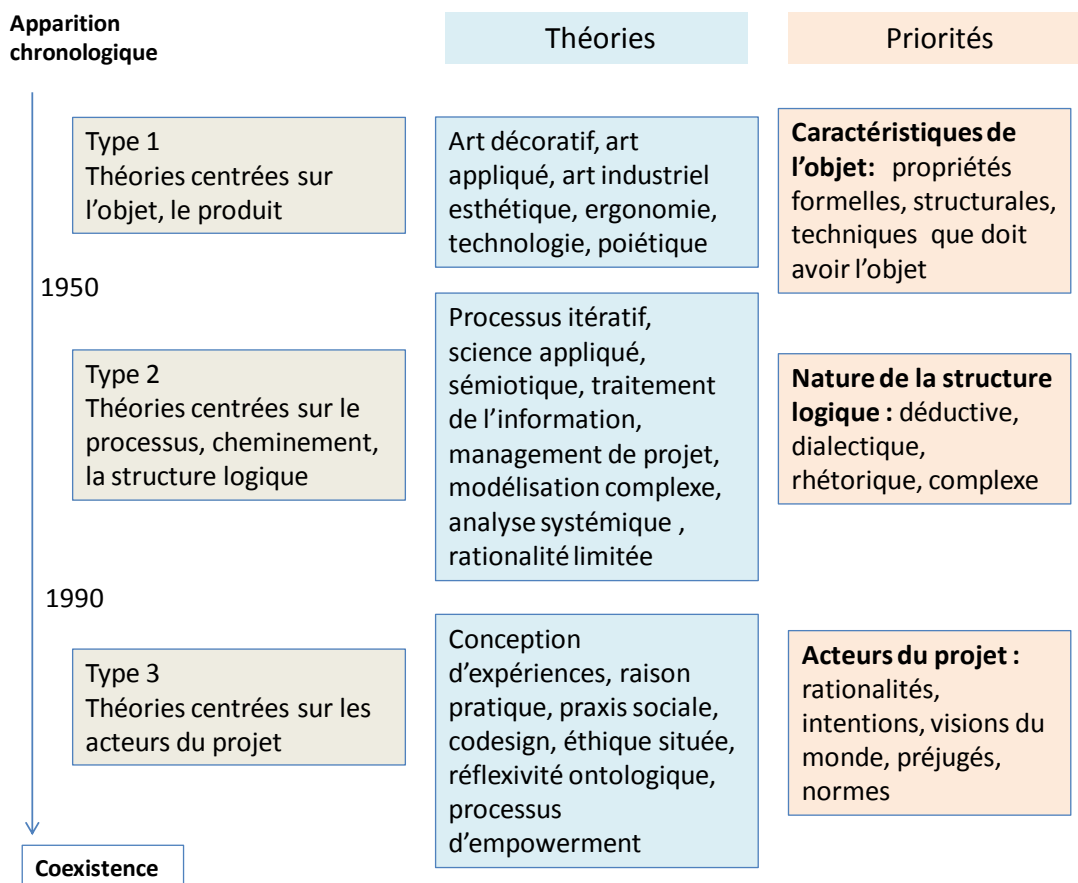 Apparition
chronologique
Théories
Priorités
Type 1
Théories centrées sur
l'objet, le produit
Art décoratif, art
appliqué, art industriel
esthétique, ergonomie,
technologie, poiétique
Caractéristiques de
l'objet: propriétés
formelles, structurales,
techniques que doit
avoir l'objet
1950
Type 2
Théories centrées sur le
processus, cheminement,
la structure logique
Processus itératif,
science appliqué,
sémiotique, traitement
de l'information,
management de projet,
modélisation complexe,
analyse systémique ,
rationalité limitée
Nature de la structure
logique : déductive,
dialectique,
rhétorique, complexe
1990
Type 3
Théories centrées sur les
acteurs du projet
Conception
d'expériences, raison
pratique, praxis sociale,
codesign, éthique située,
réflexivité ontologique,
processus
d'empowerment
Acteurs du projet :
rationalités,
intentions, visions du
monde, préjugés,
normes
Coexistence